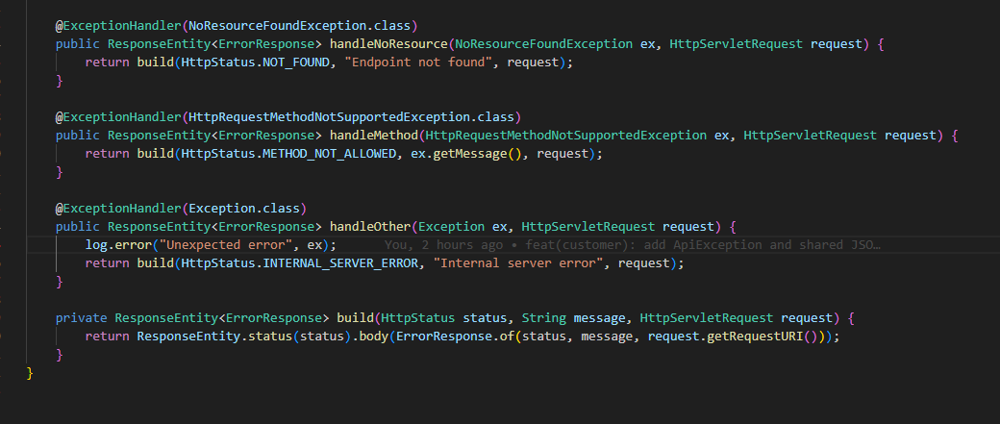 @ExceptionHandler(NoResourceFoundException.class)
public ResponseEntity<ErrorResponse> handleNoResource(NoResourceFoundException ex, HttpServletRequest request) {
return build(HttpStatus.NOT_FOUND, "Endpoint not found", request);
}
@ExceptionHandler(HttpRequestMethodNotSupportedException.class)
public ResponseEntity<ErrorResponse> handleMethod(HttpRequestMethodNotSupportedException ex, HttpServletRequest request) {
return build(HttpStatus.METHOD_NOT_ALLOWED, ex.getMessage(), request);
}
@ExceptionHandler(Exception.class)
public ResponseEntity<ErrorResponse> handleOther(Exception ex, HttpServletRequest request) {
log.error("Unexpected error", ex); You, 2 hours ago • feat(customer): add ApiException and shared JSO…
return build(HttpStatus.INTERNAL_SERVER_ERROR, "Internal server error", request);
}
private ResponseEntity<ErrorResponse> build(HttpStatus status, String message, HttpServletRequest request) {
return ResponseEntity.status(status).body(ErrorResponse.of(status, message, request.getRequestURI()));
}
}